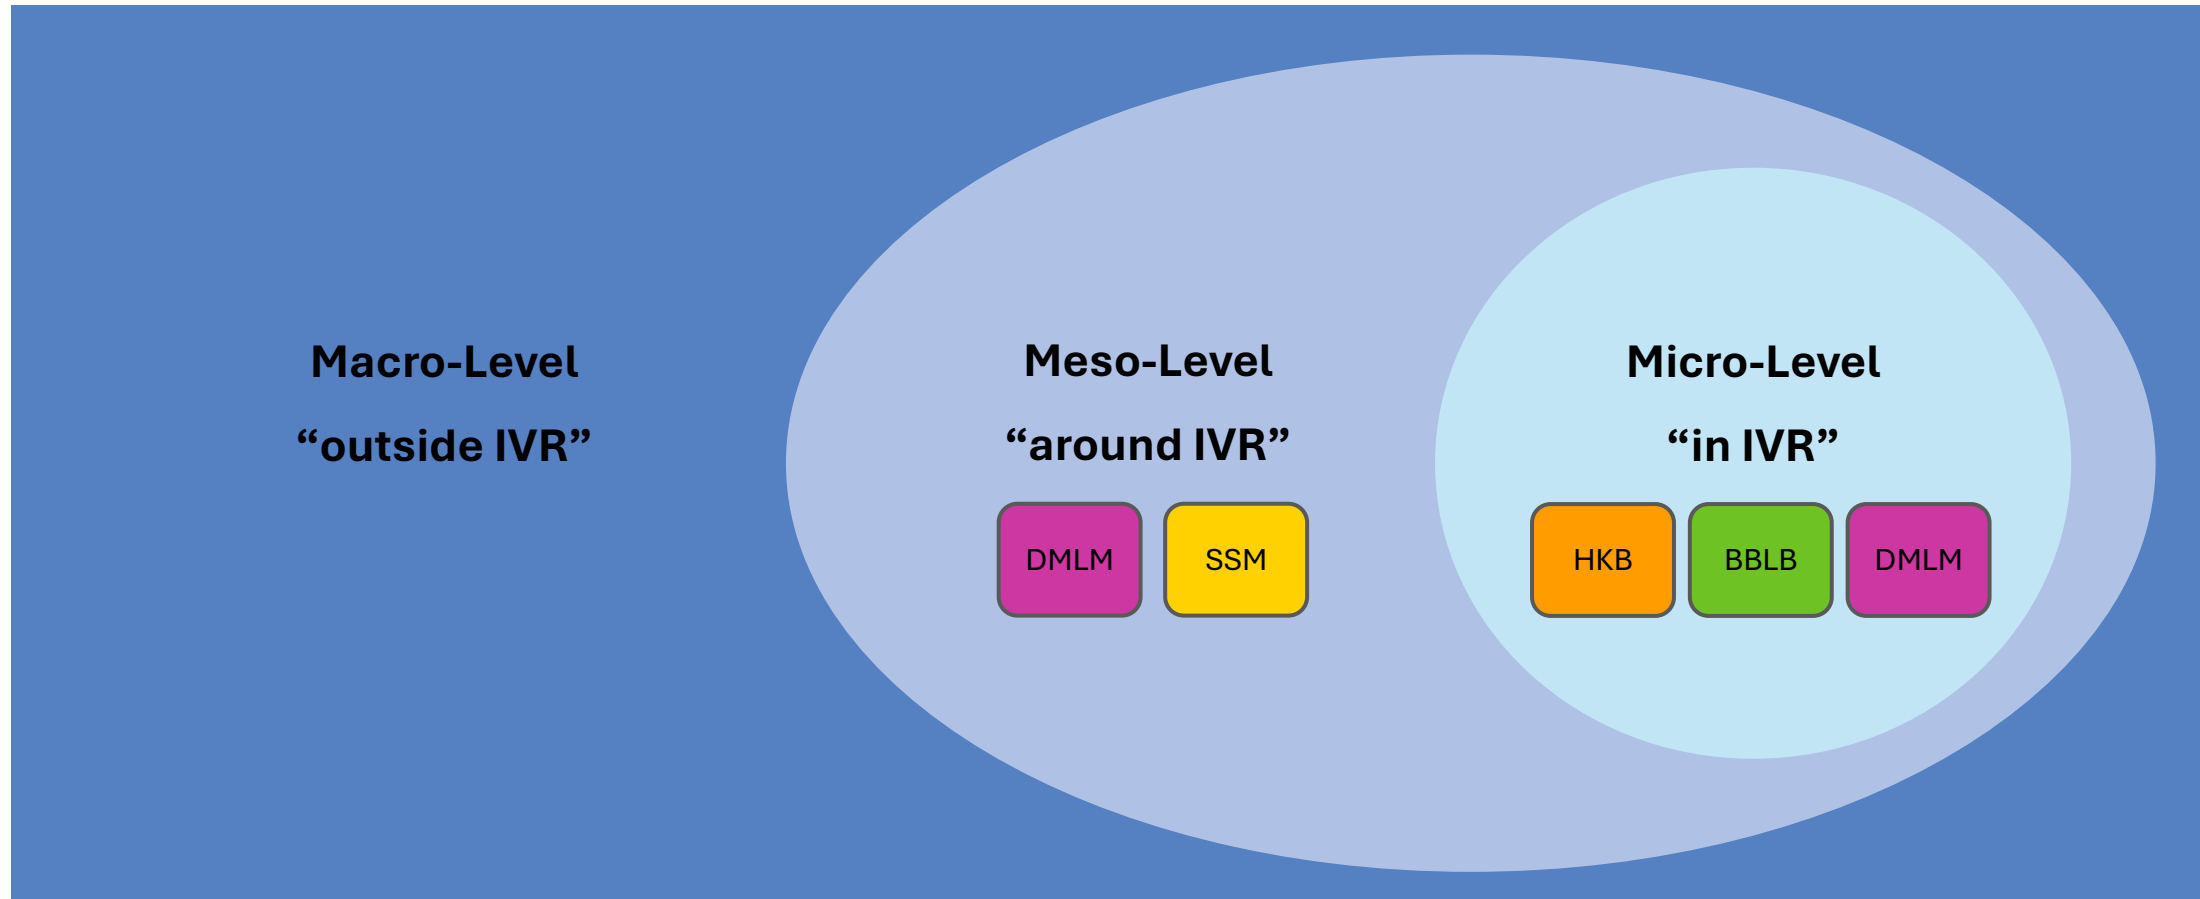 Macro-Level
“outside IVR”
Meso-Level
“around IVR”
DMLM
SSM
Micro-Level
“in IVR”
HKB
BBLB
DMLM